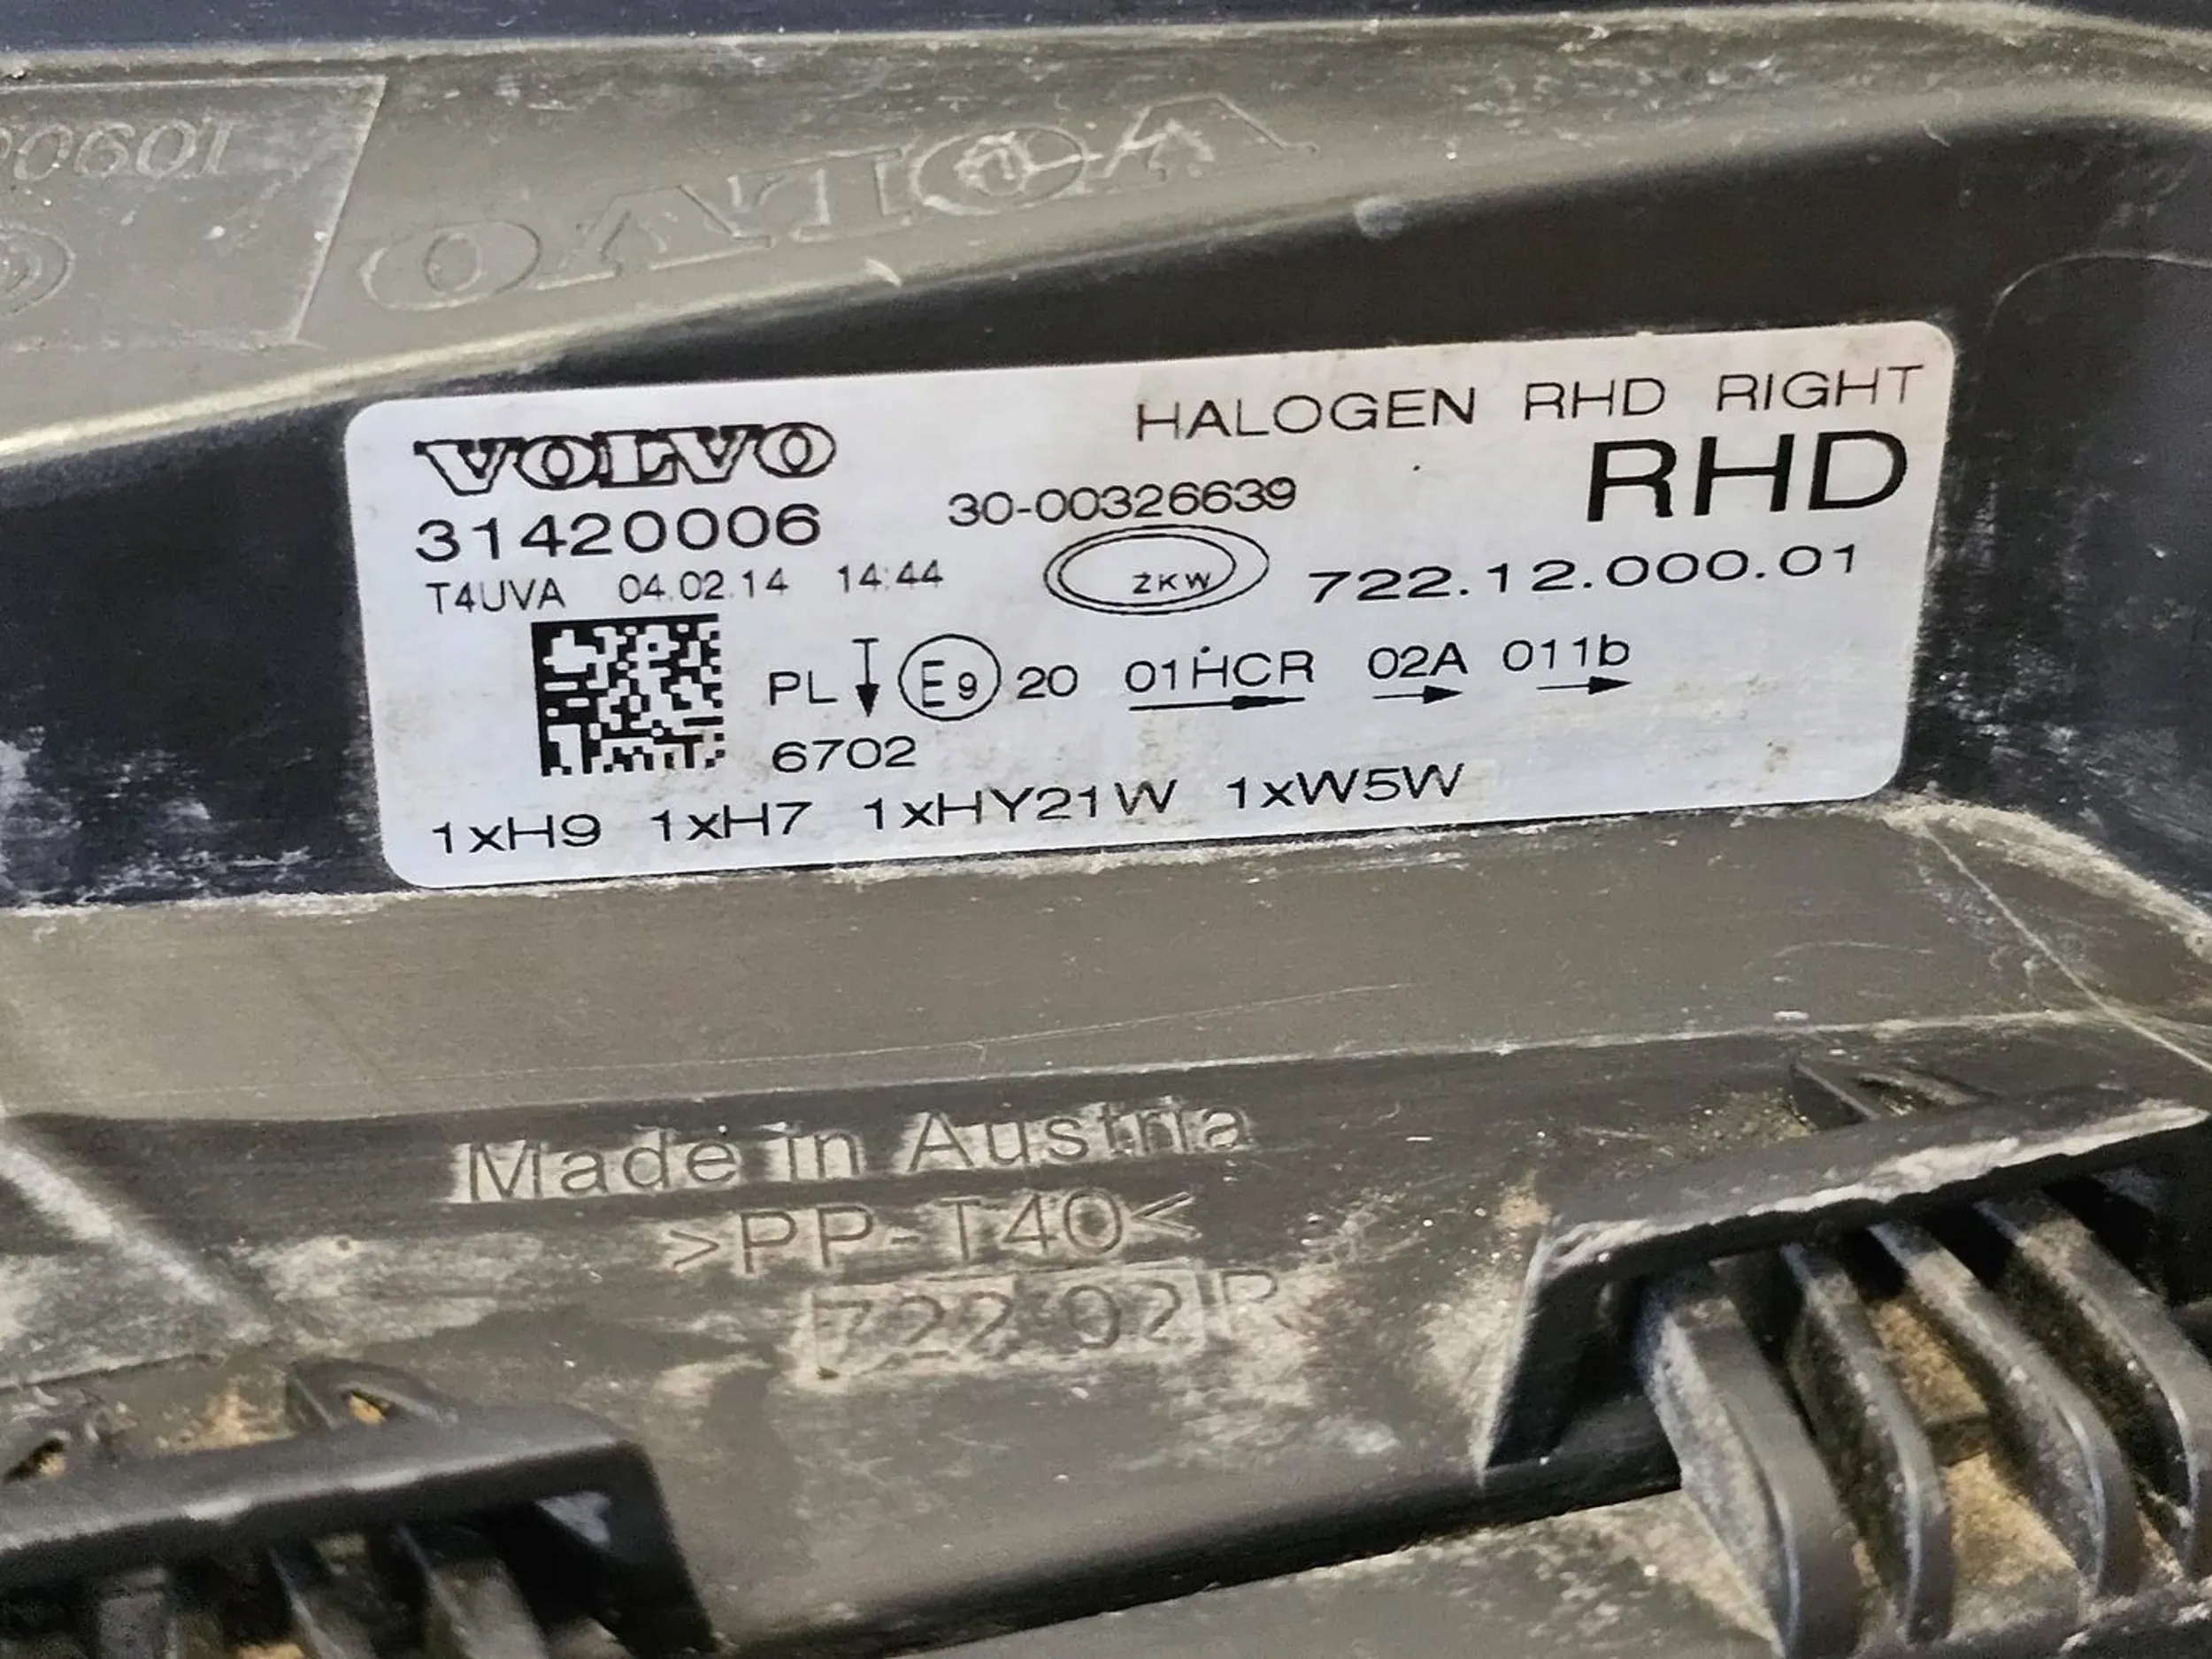 VOLVO
HALOGEN RHD RIGHT
VOLVO
RHD
31420006
30-00326639
T4UVA 04.02.14 14:44
ZKW
722.12.000.01
PL E9 20 01HCR 02A 011b
6702
1xH9 1xH7 1xHY21W 1xW5W
Made in Austria
>PP-T40<
722 02 R